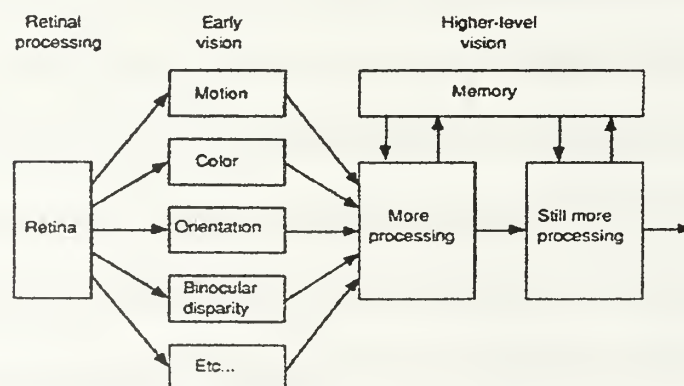 Retinal
processing
Early
vision
Higher-level
vision
Motion
Memory
Color
Retina
Orientation
More
processing
Still more
processing
Binocular
disparity
Etc...